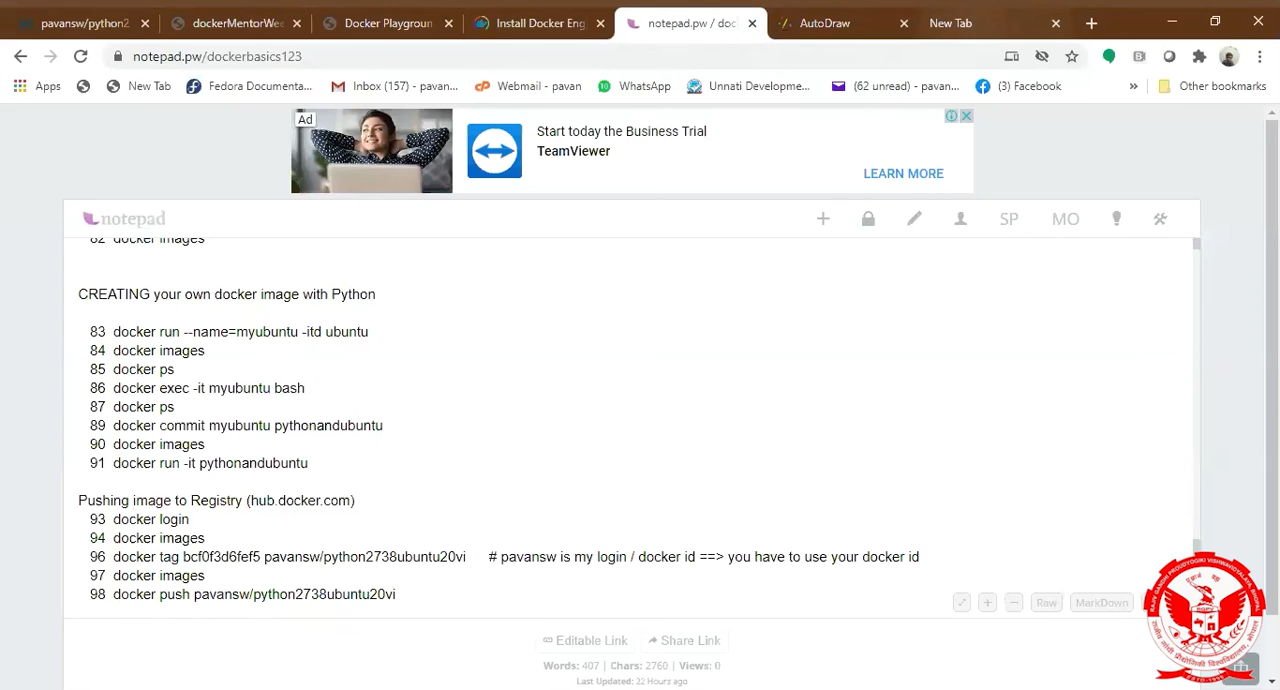 pavansw/python2
dockerMentorWee
Docker Playgroun
Install Docker Eng
notepad.pw / doc
AutoDraw
New Tab
notepad.pw/dockerbasics123
Apps
New Tab
Fedora Documenta...
Inbox (157) - pavan...
Webmail - pavan
WhatsApp
Unnati Developme...
(62 unread) - pavan...
(3) Facebook
»
Other bookmarks
Ad
Start today the Business Trial
TeamViewer
LEARN MORE
notepad
SP
MO
82 docker images
CREATING your own docker image with Python
83 docker run --name=myubuntu -itd ubuntu
84 docker images
85 docker ps
86 docker exec -it myubuntu bash
87 docker ps
89 docker commit myubuntu pythonandubuntu
90 docker images
91 docker run -it pythonandubuntu
Pushing image to Registry (hub.docker.com)
93 docker login
94 docker images
96 docker tag bcf0f3d6fef5 pavansw/python2738ubuntu20vi # pavansw is my login / docker id ==> you have to use your docker id
97 docker images
98 docker push pavansw/python2738ubuntu20vi
Raw
MarkDown
Editable Link
Share Link
Words: 407 | Chars: 2760 | Views: 0
Last Updated: 22 Hours ago